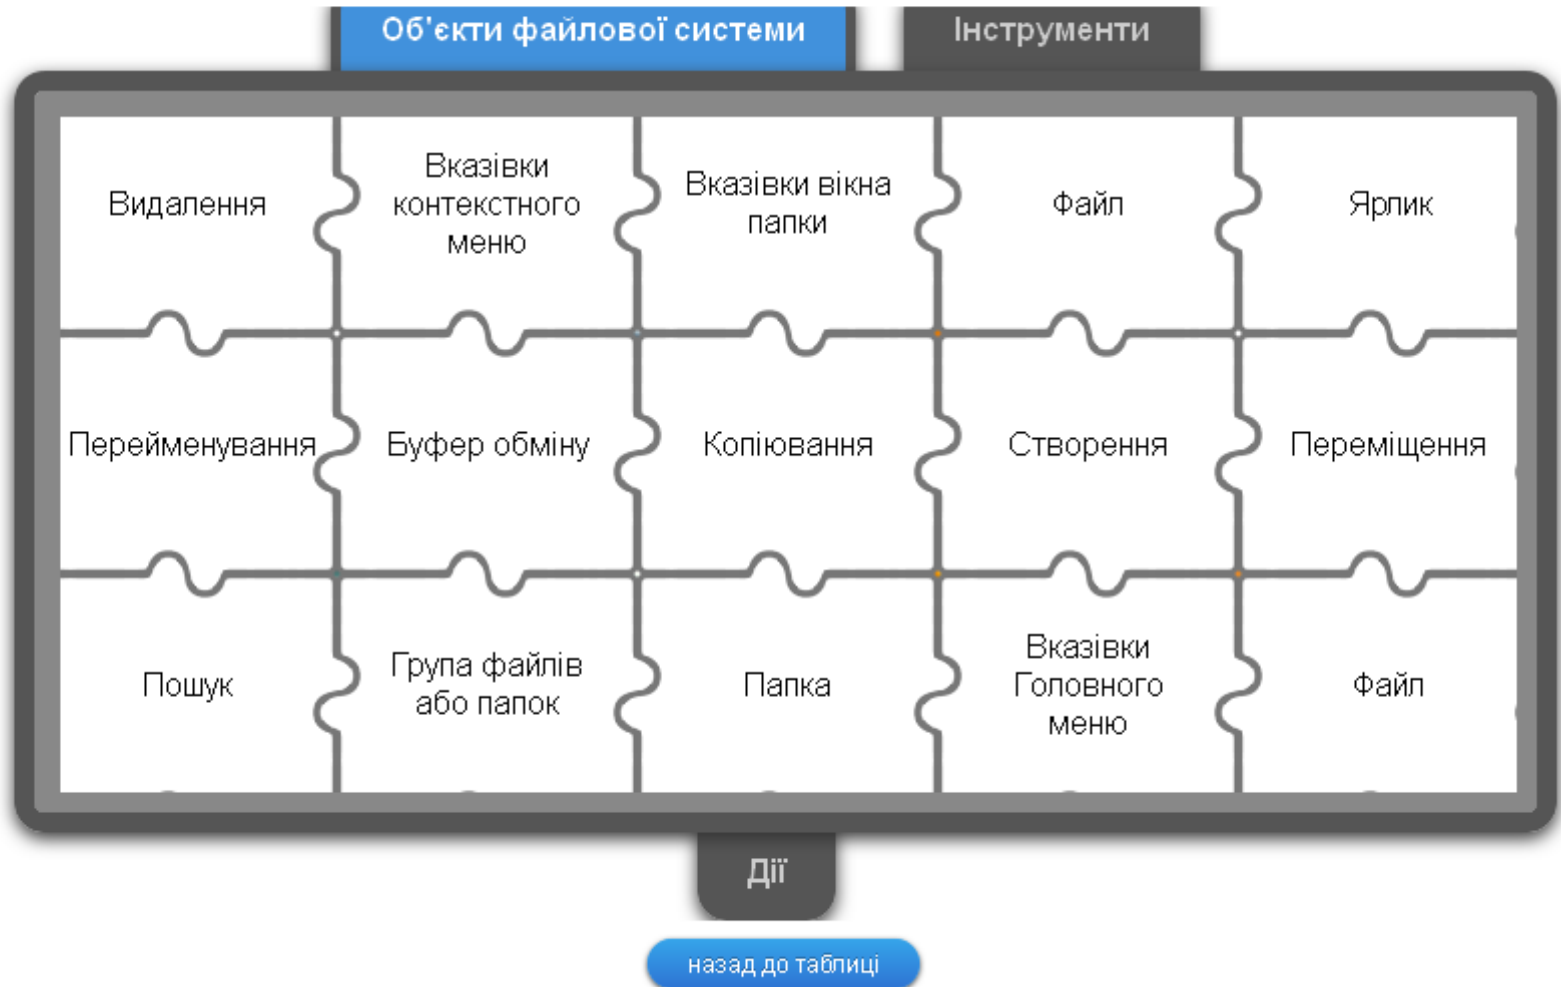 Об'єкти файлової системи
Інструменти
Видалення
Вказівки
контекстного
меню
Вказівки вікна
папки
Файл
Ярлик
Перейменування
Буфер обміну
Копіювання
Створення
Переміщення
Пошук
Група файлів
або папок
Папка
Вказівки
Головного
меню
Файл
Дії
назад до таблиці